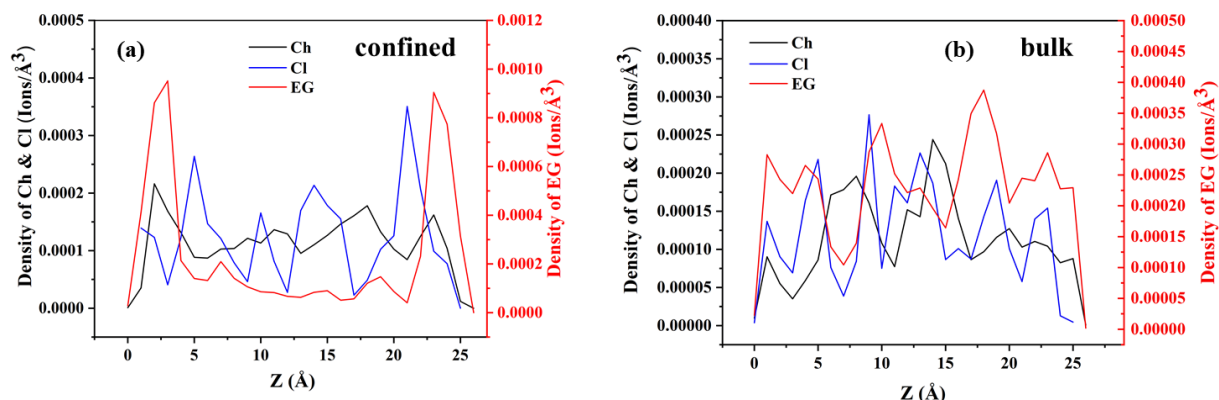 (a)
confined
Ch
Cl
EG
Density of Ch & Cl (Ions/Å³)
0.0005
0.0004
0.0003
0.0002
0.0001
0.0000
Density of EG (Ions/Å³)
0.0012
0.0010
0.0008
0.0006
0.0004
0.0002
0.0000
0 5 10 15 20 25
Z (Å)
(b)
bulk
Ch
Cl
EG
Density of Ch & Cl (Ions/Å³)
0.00040
0.00035
0.00030
0.00025
0.00020
0.00015
0.00010
0.00005
0.00000
Density of EG (Ions/Å³)
0.00050
0.00045
0.00040
0.00035
0.00030
0.00025
0.00020
0.00015
0.00010
0.00005
0.00000
0 5 10 15 20 25
Z (Å)